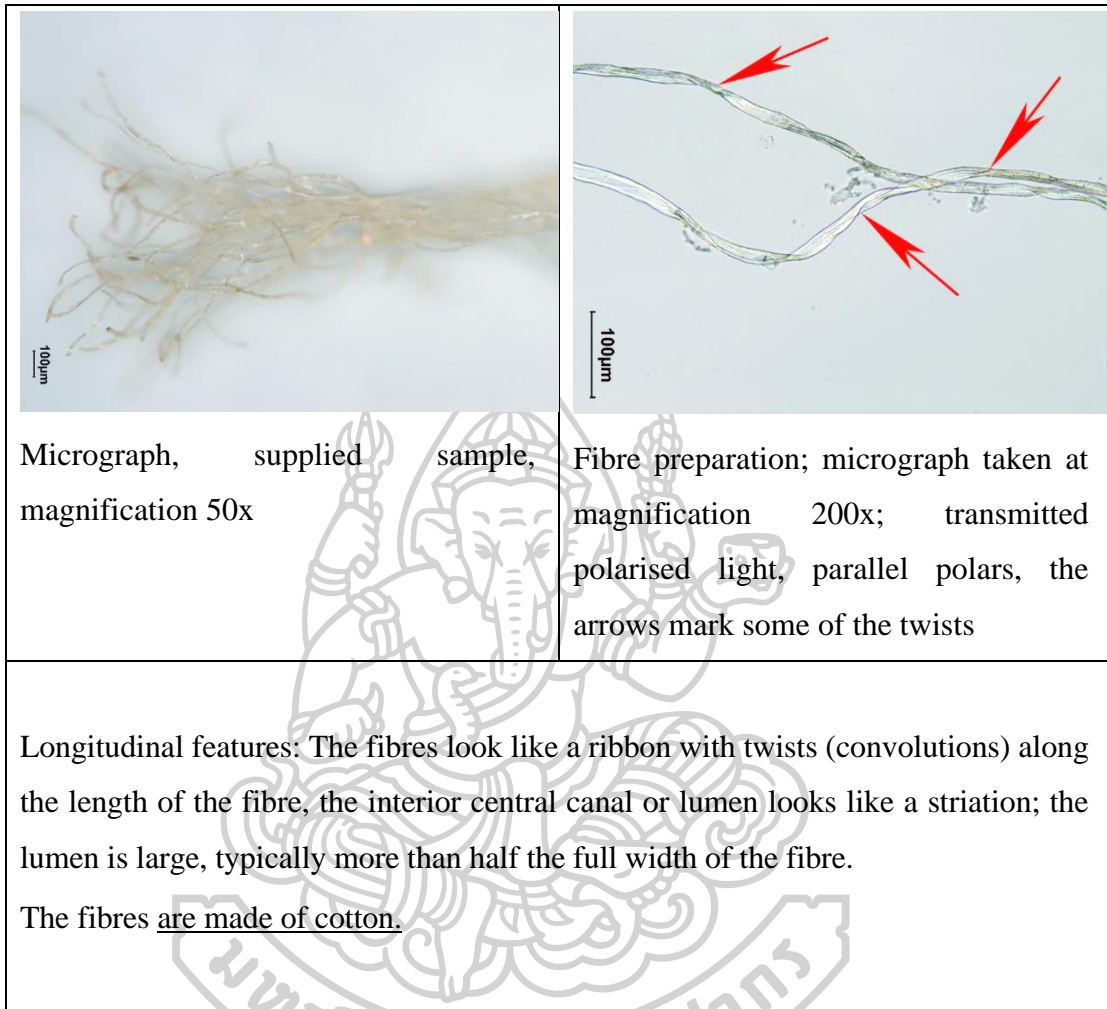 100µm
100µm
Micrograph, supplied sample,
magnification 50x
Fibre preparation; micrograph taken at
magnification 200x; transmitted
polarised light, parallel polars, the
arrows mark some of the twists
Longitudinal features: The fibres look like a ribbon with twists (convolutions) along
the length of the fibre, the interior central canal or lumen looks like a striation; the
lumen is large, typically more than half the full width of the fibre.
The fibres are made of cotton.